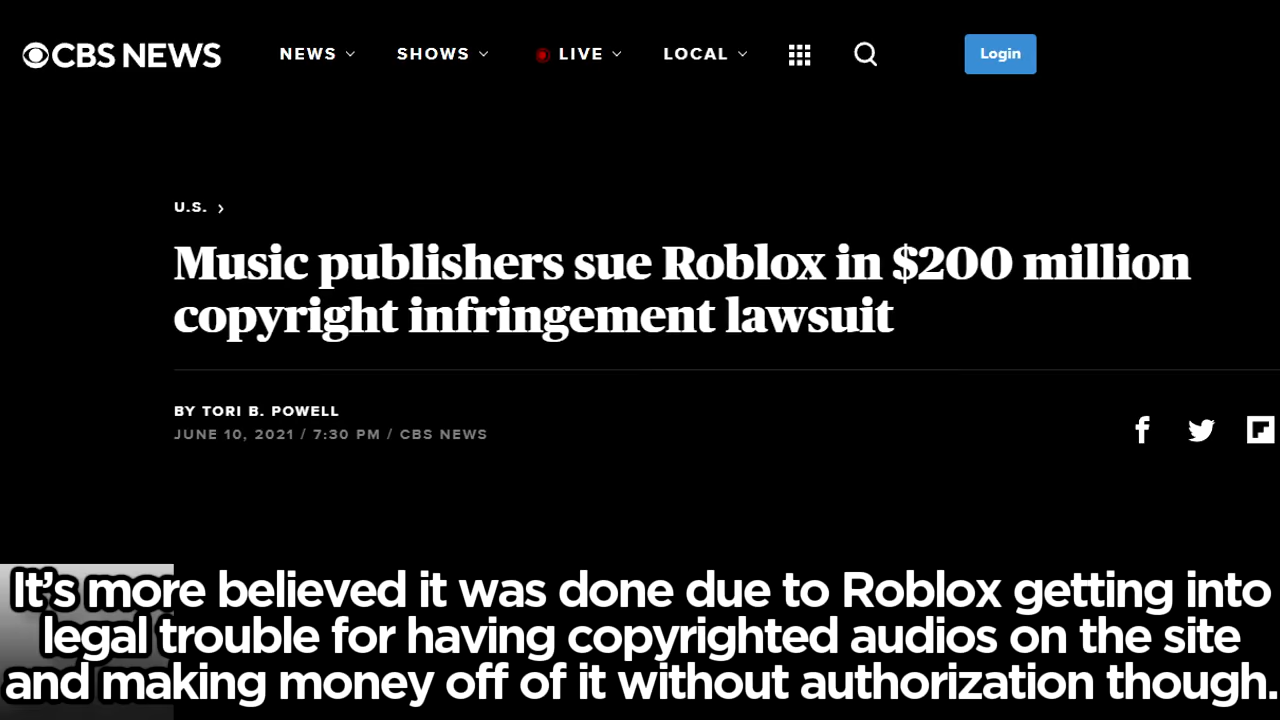 CBS NEWS NEWS SHOWS LIVE LOCAL Login
U.S. ›
Music publishers sue Roblox in $200 million
copyright infringement lawsuit
BY TORI B. POWELL
JUNE 10, 2021 / 7:30 PM / CBS NEWS
It's more believed it was done due to Roblox getting into
legal trouble for having copyrighted audios on the site
and making money off of it without authorization though.